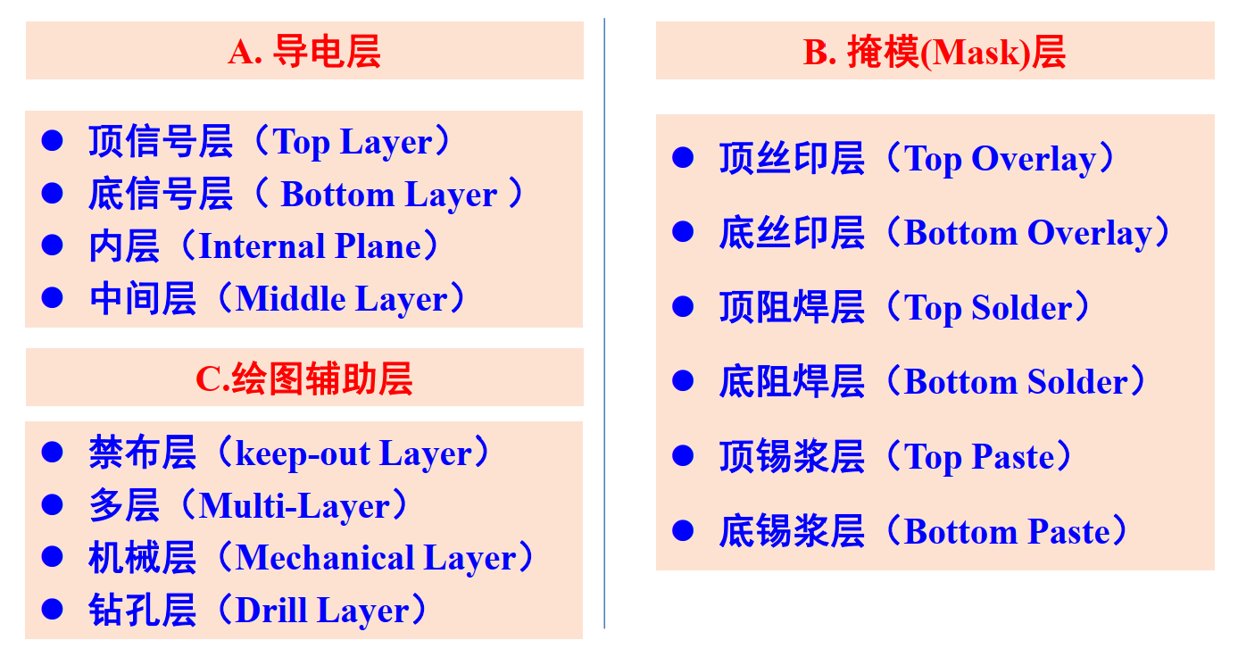 A. 导电层
顶信号层（Top Layer）
底信号层（ Bottom Layer ）
内层（Internal Plane）
中间层（Middle Layer）
C.绘图辅助层
禁布层（keep-out Layer）
多层（Multi-Layer）
机械层（Mechanical Layer）
钻孔层（Drill Layer）
B. 掩模(Mask)层
顶丝印层（Top Overlay）
底丝印层（Bottom Overlay）
顶阻焊层（Top Solder）
底阻焊层（Bottom Solder）
顶锡浆层（Top Paste）
底锡浆层（Bottom Paste）